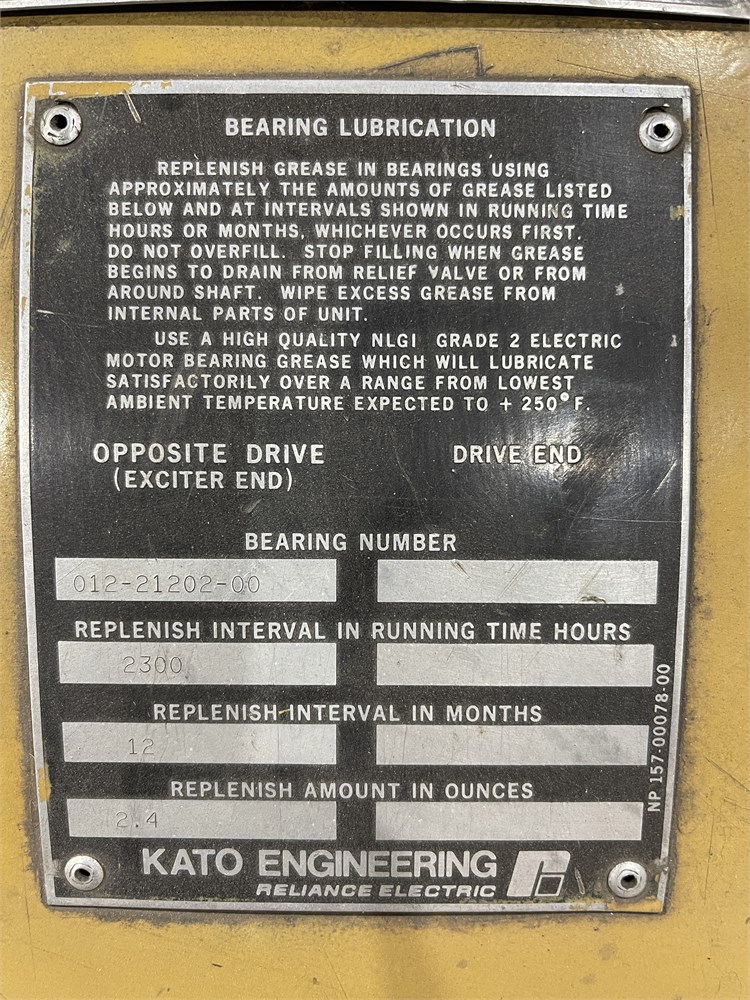 BEARING LUBRICATION
REPLENISH GREASE IN BEARINGS USING
APPROXIMATELY THE AMOUNTS OF GREASE LISTED
BELOW AND AT INTERVALS SHOWN IN RUNNING TIME
HOURS OR MONTHS, WHICHEVER OCCURS FIRST.
DO NOT OVERFILL. STOP FILLING WHEN GREASE
BEGINS TO DRAIN FROM RELIEF VALVE OR FROM
AROUND SHAFT. WIPE EXCESS GREASE FROM
INTERNAL PARTS OF UNIT.
USE A HIGH QUALITY NLGI GRADE 2 ELECTRIC
MOTOR BEARING GREASE WHICH WILL LUBRICATE
SATISFACTORILY OVER A RANGE FROM LOWEST
AMBIENT TEMPERATURE EXPECTED TO + 250° F.
OPPOSITE DRIVE DRIVE END
(EXCITER END)
BEARING NUMBER
012-21202-00
REPLENISH INTERVAL IN RUNNING TIME HOURS
2300
REPLENISH INTERVAL IN MONTHS
12
REPLENISH AMOUNT IN OUNCES
2.4
NP 157-00078-00
KATO ENGINEERING
RELIANCE ELECTRIC